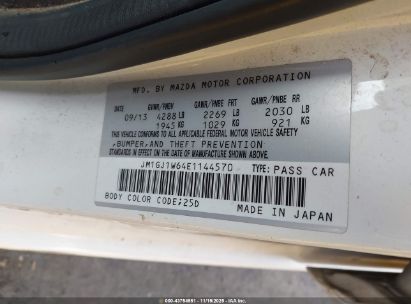 MFD. BY MAZDA MOTOR CORPORATION
GVWR/PNBV GAWR/PNBE FRT GAWR/PNBE RR
09/13 4288 LB 2269 LB 2030 LB
1945 KG 1029 KG 921 KG
THIS VEHICLE CONFORMS TO ALL APPLICABLE FEDERAL MOTOR VEHICLE SAFETY
,BUMPER,AND THEFT PREVENTION
STANDARDS IN EFFECT ON THE DATE OF MANUFACTURE SHOWN ABOVE.
JM1GJ1W64E1144570 TYPE: PASS CAR
BODY COLOR CODE;25D
MADE IN JAPAN